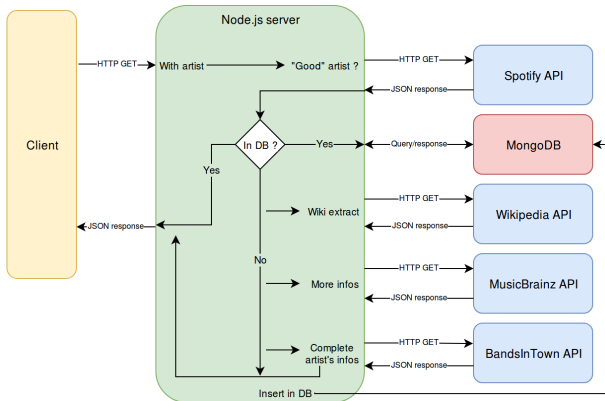 Node.js server
HTTP GET
With artist
"Good" artist ?
HTTP GET
Spotify API
JSON response
Client
In DB ?
Yes
Query/response
MongoDB
Yes
HTTP GET
Wiki extract
Wikipedia API
JSON response
JSON response
No
HTTP GET
More infos
MusicBrainz API
JSON response
HTTP GET
Complete
artist's infos
BandsInTown API
JSON response
Insert in DB